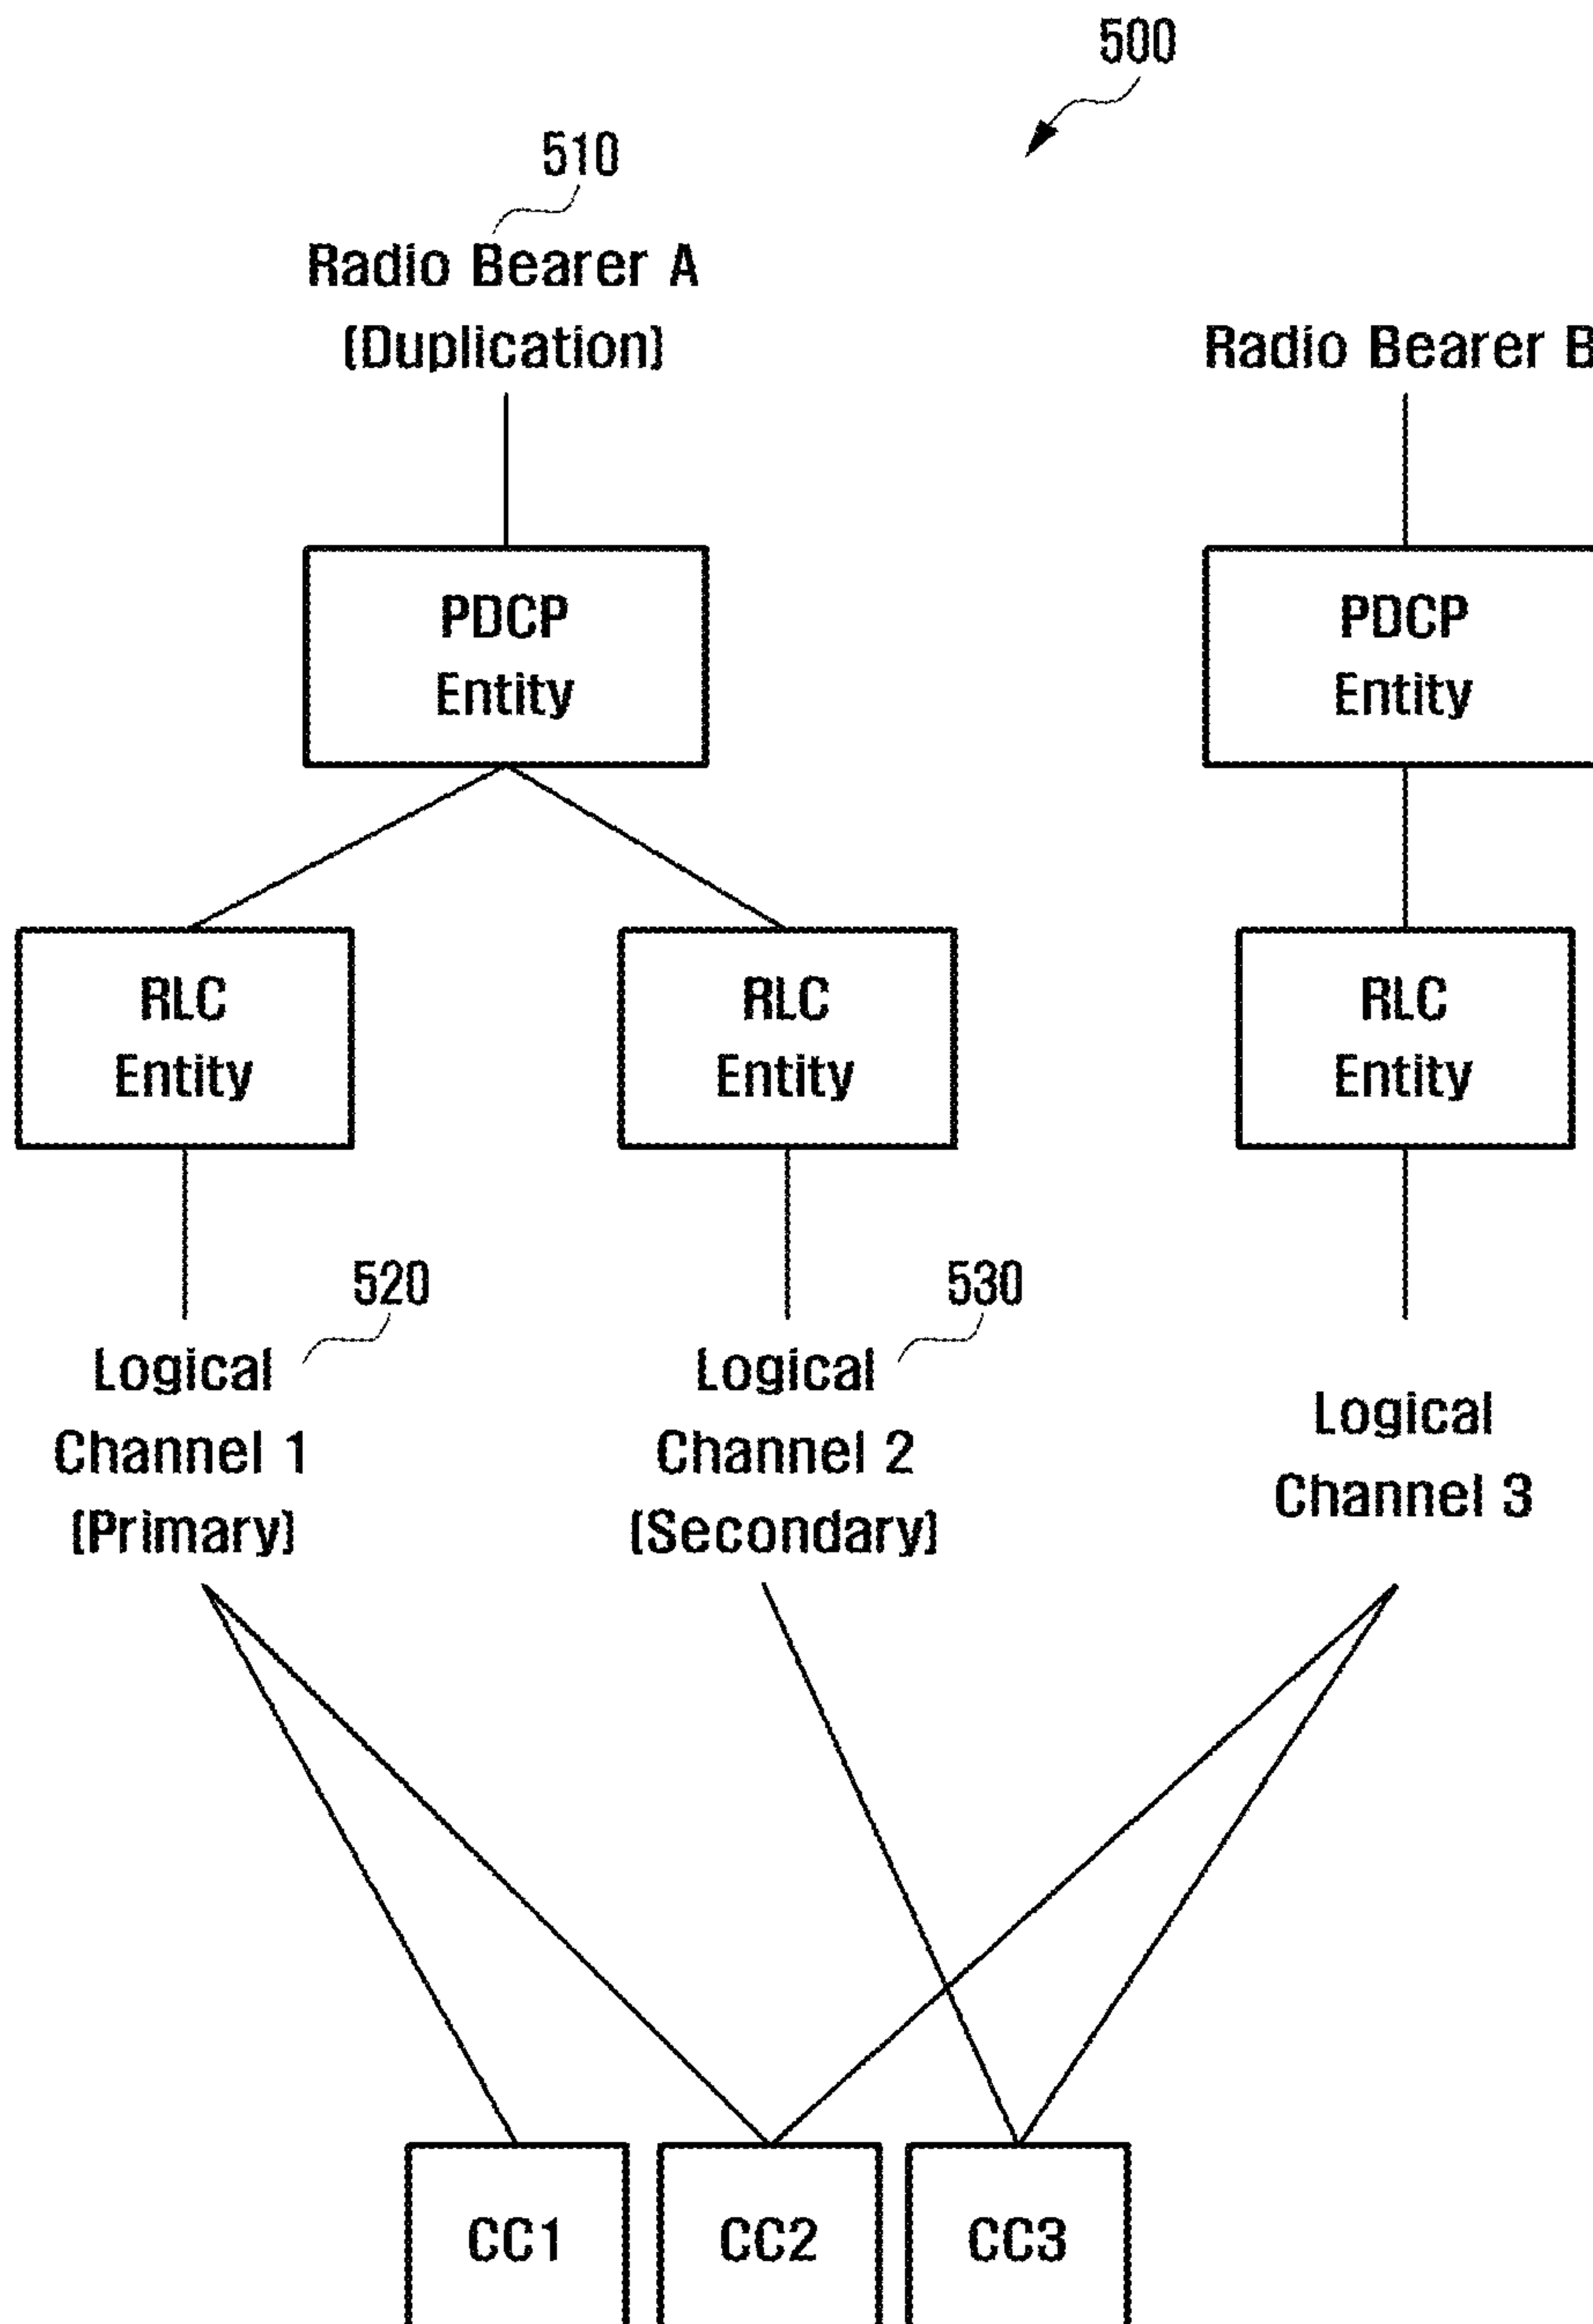 500
510
Radio Bearer A
(Duplication)
Radio Bearer B
PDCP
Entity
PDCP
Entity
RLC
Entity
RLC
Entity
RLC
Entity
520
530
Logical
Channel 1
(Primary)
Logical
Channel 2
(Secondary)
Logical
Channel 3
CC1
CC2
CC3